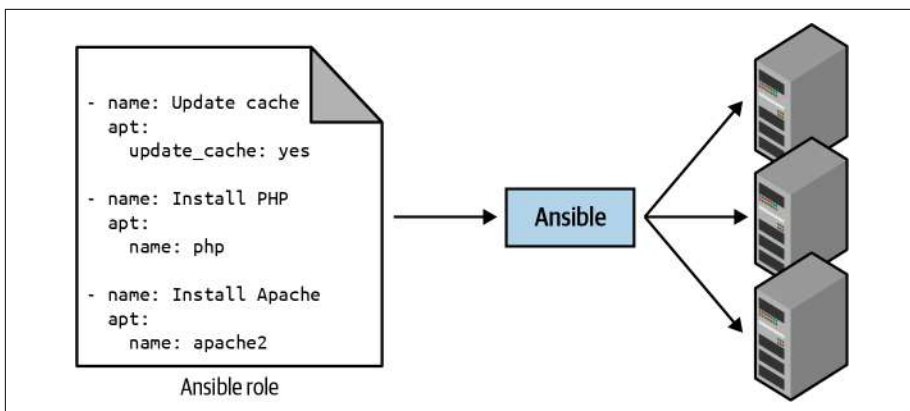 - name: Update cache
  apt:
    update_cache: yes
- name: Install PHP
  apt:
    name: php
- name: Install Apache
  apt:
    name: apache2
Ansible role
Ansible